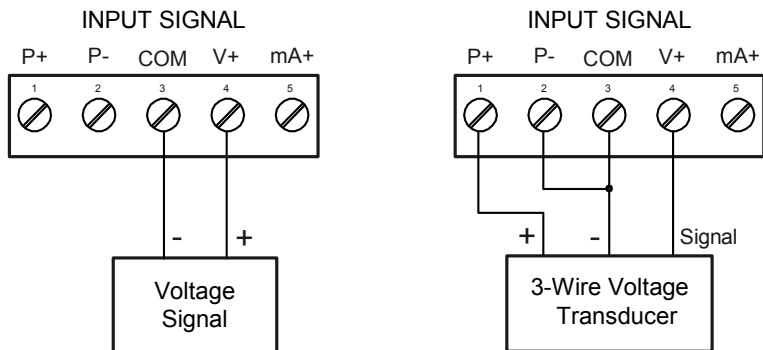 INPUT SIGNAL
P+ P- COM V+ mA+
1 2 3 4 5
- +
Voltage
Signal
INPUT SIGNAL
P+ P- COM V+ mA+
1 2 3 4 5
+ - Signal
3-Wire Voltage
Transducer